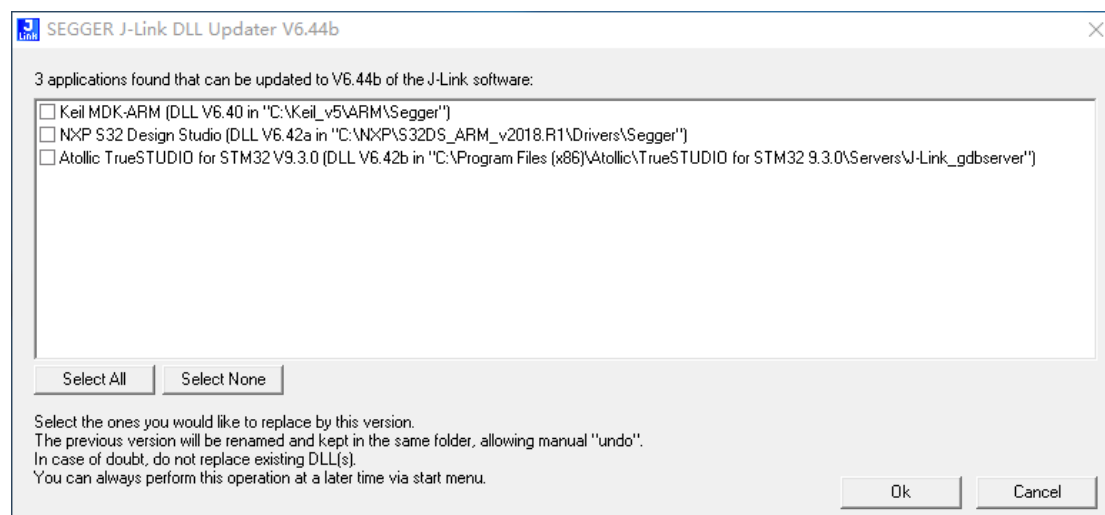 J
Link
SEGGER J-Link DLL Updater V6.44b
3 applications found that can be updated to V6.44b of the J-Link software:
Keil MDK-ARM (DLL V6.40 in "C:\Keil_v5\ARM\Segger")
NXP S32 Design Studio (DLL V6.42a in "C:\NXP\S32DS_ARM_v2018.R1\Drivers\Segger")
Atollic TrueSTUDIO for STM32 V9.3.0 (DLL V6.42b in "C:\Program Files (x86)\Atollic\TrueSTUDIO for STM32 9.3.0\Servers\J-Link_gdbserver")
Select All Select None
Select the ones you would like to replace by this version.
The previous version will be renamed and kept in the same folder, allowing manual "undo".
In case of doubt, do not replace existing DLL(s).
You can always perform this operation at a later time via start menu.
Ok Cancel